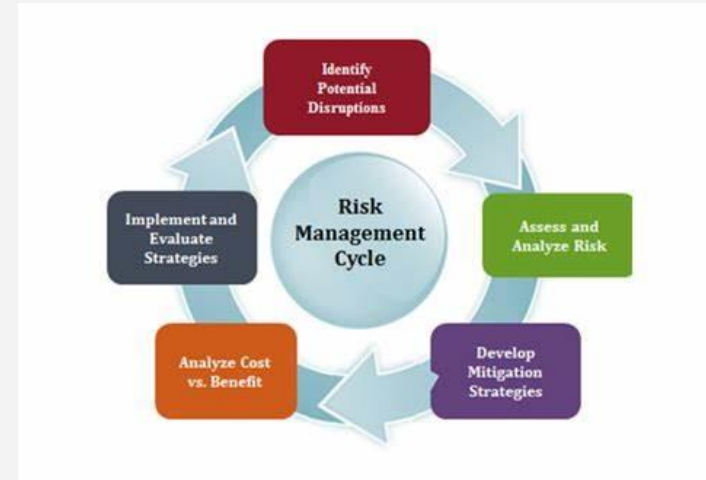 Identify
Potential
Disruptions
Risk
Management
Cycle
Assess and
Analyze Risk
Develop
Mitigation
Strategies
Analyze Cost
vs. Benefit
Implement and
Evaluate
Strategies